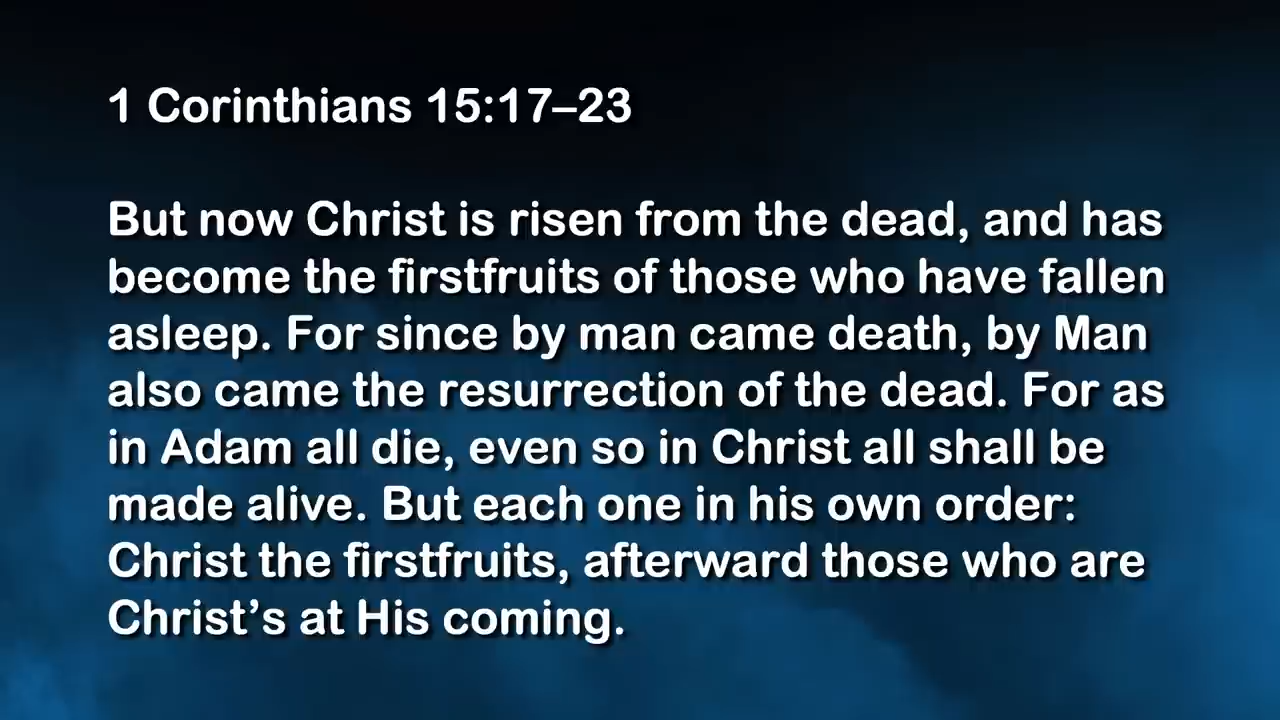 1 Corinthians 15:17–23
But now Christ is risen from the dead, and has
become the firstfruits of those who have fallen
asleep. For since by man came death, by Man
also came the resurrection of the dead. For as
in Adam all die, even so in Christ all shall be
made alive. But each one in his own order:
Christ the firstfruits, afterward those who are
Christ’s at His coming.